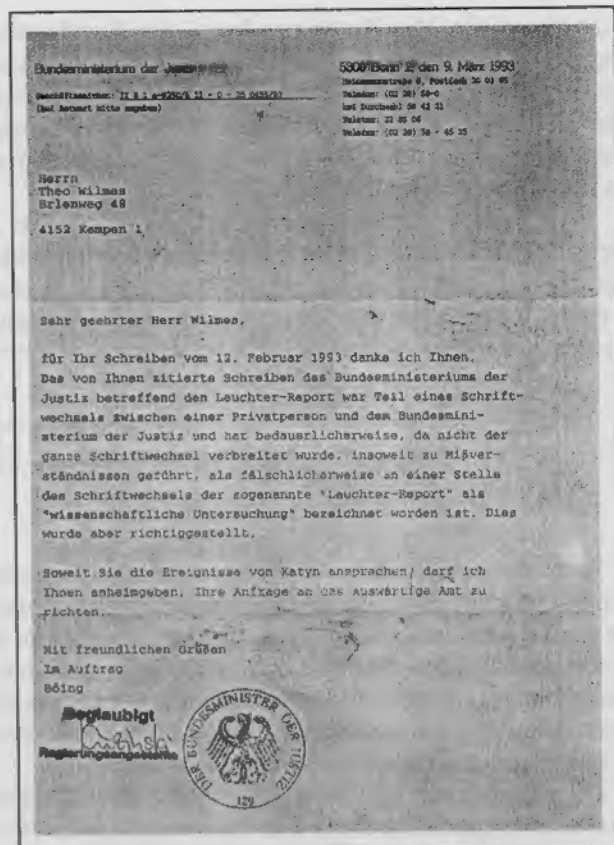 Bundesministerium der Justiz
5300 Bonn 2, den 9. März 1993
Heinemannstraße 6, Postfach 20 03 65
Geschäftszeichen: II B 1 a-
Telefon: (02 28) 58-0
(bei Antwort bitte angeben)
bei Durchwahl 58 42 21
Telefax: (02 28) 58 - 45 25
Herrn
Theo Wilmes
48
4152 Kempen 1
Sehr geehrter Herr Wilmes,
für Ihr Schreiben vom 12. Februar 1993 danke ich Ihnen.
Das von Ihnen zitierte Schreiben des Bundesministeriums der
Justiz betreffend den Leuchter-Report war Teil eines Schrift-
wechsels zwischen einer Privatperson und dem Bundesmini-
sterium der Justiz und hat bedauerlicherweise, da nicht der
ganze Schriftwechsel verbreitet wurde, insoweit zu Mißver-
ständnissen geführt, als fälschlicherweise an einer Stelle
des Schriftwechsels der sogenannte "Leuchter-Report" als
"wissenschaftliche Untersuchung" bezeichnet worden ist. Dies
wurde aber richtiggestellt.
Soweit Sie die Ereignisse von Katyn ansprechen, darf ich
Ihnen anheimgeben, Ihre Anfrage an das Auswärtige Amt zu
richten.
Mit freundlichen Grüßen
Im Auftrag
Böing
Beglaubigt
Regierungsangestellte
DER BUNDESMINISTER DER JUSTIZ
129